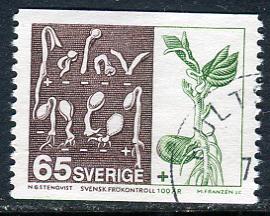 65 SVERIGE +
N G STENQVIST SVENSK FRÖKONTROLL 100 ÅR M. FRANZÉN SC